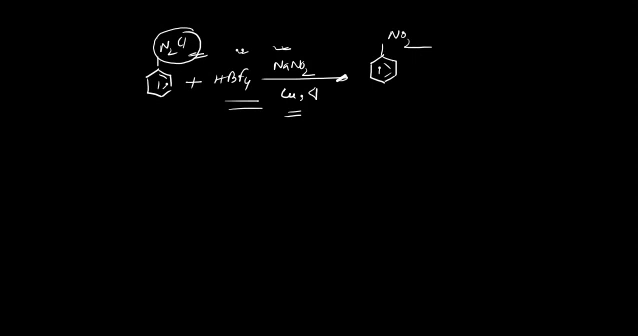 N₂Cl NO₂
+ HBF₄ NaNO₂
Cu, Δ